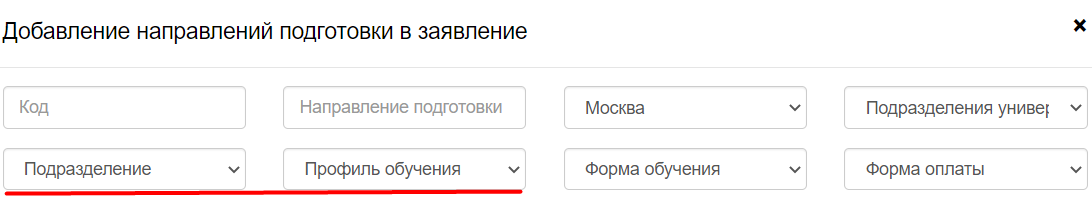 Добавление направлений подготовки в заявление
Код Направление подготовки Москва Подразделения универ
Подразделение Профиль обучения Форма обучения Форма оплаты